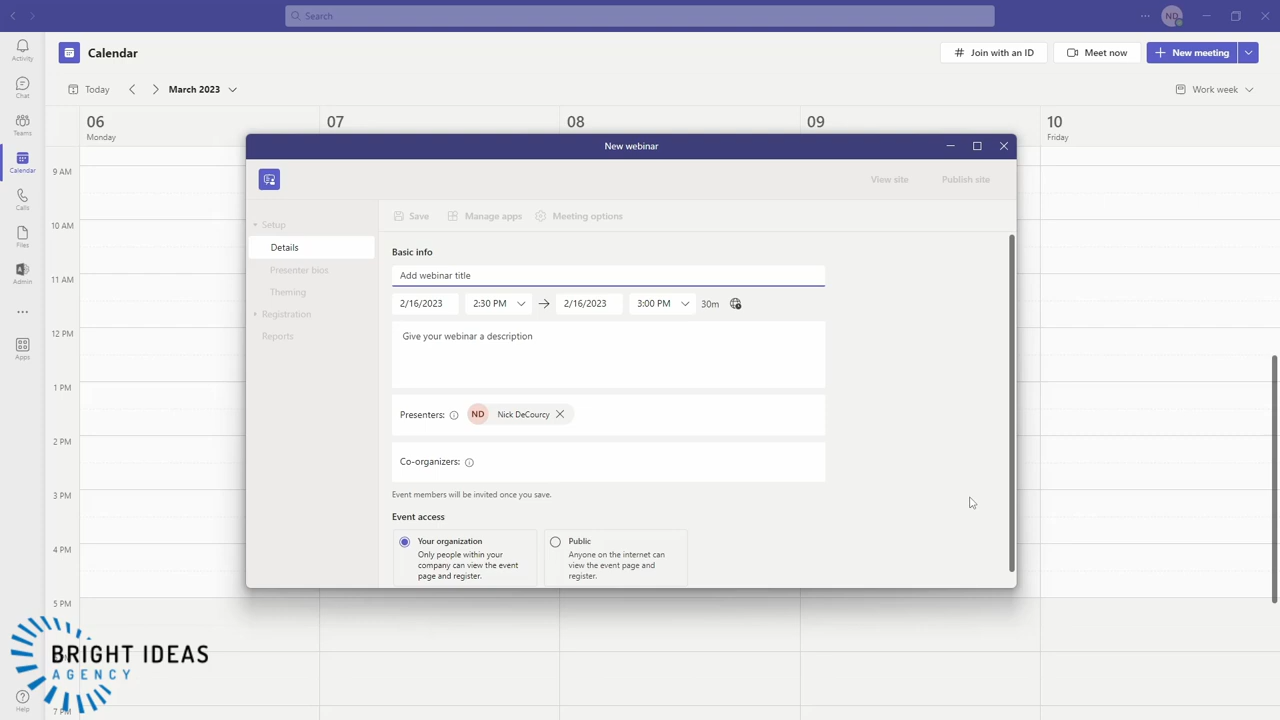 Search
ND
Activity
Chat
Teams
Calendar
Calls
Files
Admin
Apps
Help
Calendar
Join with an ID
Meet now
New meeting
Today
March 2023
Work week
06
Monday
07
08
09
10
Friday
9 AM
10 AM
11 AM
12 PM
1 PM
2 PM
3 PM
4 PM
5 PM
7 PM
New webinar
View site
Publish site
Setup
Details
Presenter bios
Theming
Registration
Reports
Save
Manage apps
Meeting options
Basic info
Add webinar title
2/16/2023 2:30 PM → 2/16/2023 3:00 PM 30m
Give your webinar a description
Presenters: ND Nick DeCourcy
Co-organizers:
Event members will be invited once you save.
Event access
Your organization
Only people within your
company can view the event
page and register.
Public
Anyone on the internet can
view the event page and
register.
BRIGHT IDEAS
AGENCY